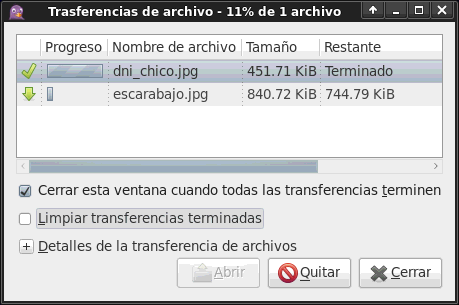 Trasferencias de archivo - 11% de 1 archivo
Progreso Nombre de archivo Tamaño Restante
dni_chico.jpg 451.71 KiB Terminado
escarabajo.jpg 840.72 KiB 744.79 KiB
Cerrar esta ventana cuando todas las transferencias terminen
Limpiar transferencias terminadas
Detalles de la transferencia de archivos
Abrir Quitar Cerrar